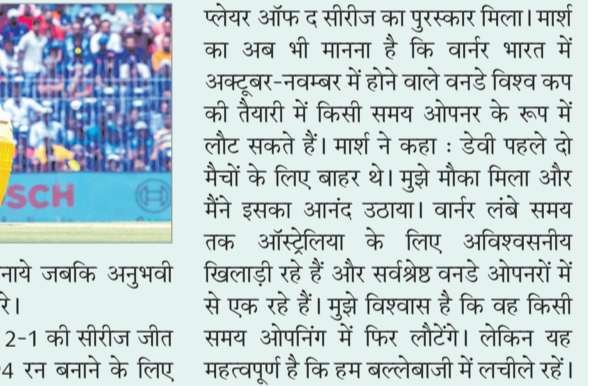 SCH
नाये जबकि अनुभवी
रे।
2-1 की सीरीज जीत
4 रन बनाने के लिए
प्लेयर ऑफ द सीरीज का पुरस्कार मिला। मार्श
का अब भी मानना है कि वार्नर भारत में
अक्टूबर-नवम्बर में होने वाले वनडे विश्व कप
की तैयारी में किसी समय ओपनर के रूप में
लौट सकते हैं। मार्श ने कहा : डेवी पहले दो
मैचों के लिए बाहर थे। मुझे मौका मिला और
मैंने इसका आनंद उठाया। वार्नर लंबे समय
तक ऑस्ट्रेलिया के लिए अविश्वसनीय
खिलाड़ी रहे हैं और सर्वश्रेष्ठ वनडे ओपनरों में
से एक रहे हैं। मुझे विश्वास है कि वह किसी
समय ओपनिंग में फिर लौटेंगे। लेकिन यह
महत्वपूर्ण है कि हम बल्लेबाजी में लचीले रहें।